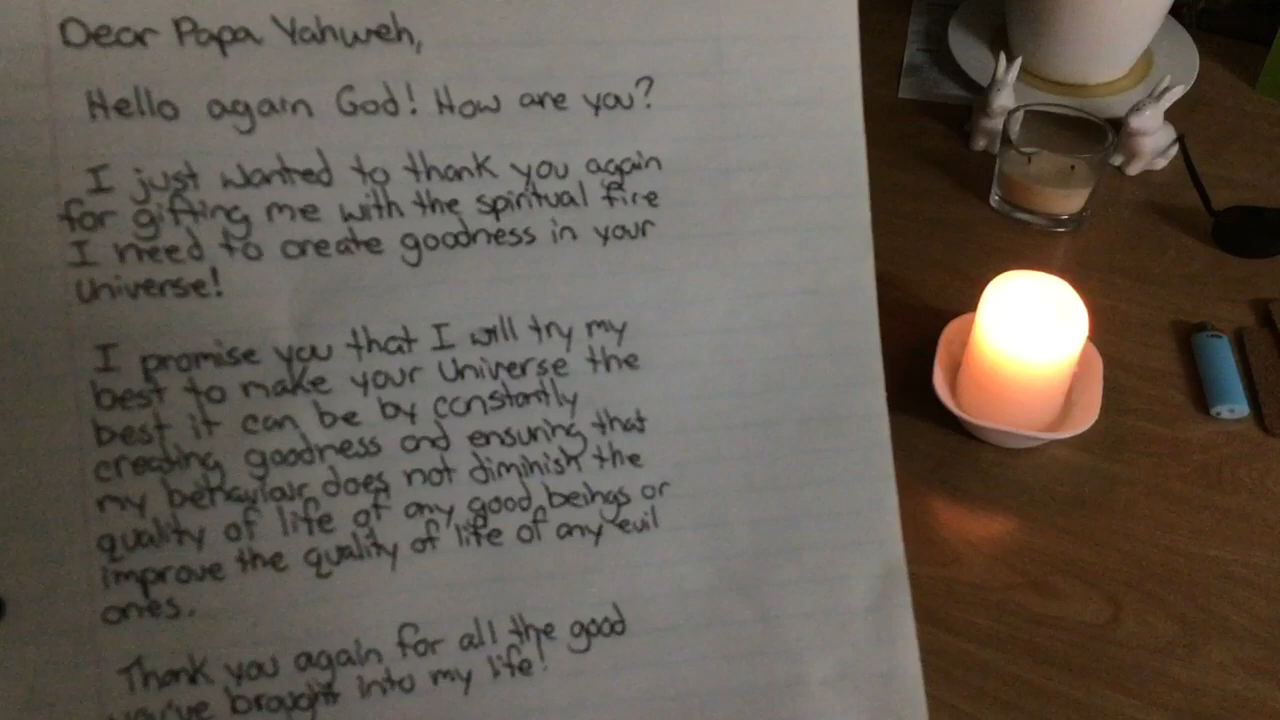 Dear Papa Yahweh,
Hello again God! How are you?
I just wanted to thank you again
for gifting me with the spiritual fire
I need to create goodness in your
Universe!
I promise you that I will try my
best to make your Universe the
best it can be by constantly
creating goodness and ensuring that
my behaviour does not diminish the
quality of life of any good beings or
improve the quality of life of any evil
ones.
Thank you again for all the good
you've brought into my life!